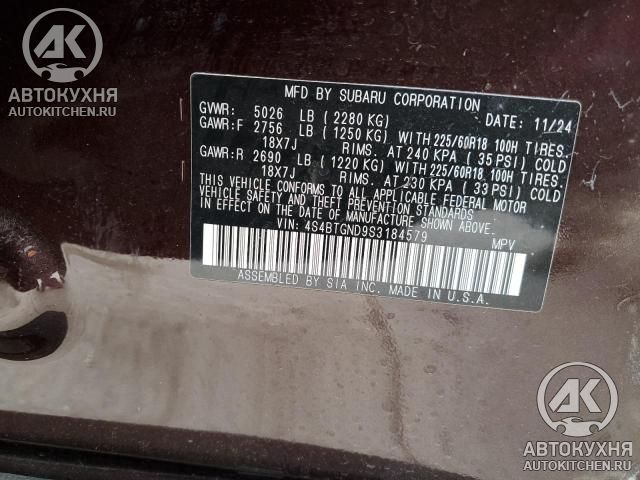 AK
АВТОКУХНЯ
AUTOKITCHEN.RU
MFD BY SUBARU CORPORATION
GVWR: 5026 LB ( 2280 KG) DATE: 11/24
GAWR:F 2756 LB ( 1250 KG) WITH 225/60R18 100H TIRES.
18X7J RIMS. AT 240 KPA ( 35 PSI) COLD
GAWR:R 2690 LB ( 1220 KG) WITH 225/60R18 100H TIRES.
18X7J RIMS. AT 230 KPA ( 33 PSI) COLD
THIS VEHICLE CONFORMS TO ALL APPLICABLE FEDERAL MOTOR
VEHICLE SAFETY AND THEFT PREVENTION STANDARDS
IN EFFECT ON THE DATE OF MANUFACTURE SHOWN ABOVE.
VIN: 4S4BTGND9S3184579 MPV
ASSEMBLED BY SIA INC. MADE IN U.S.A.
AK
АВТОКУХНЯ
AUTOKITCHEN.RU